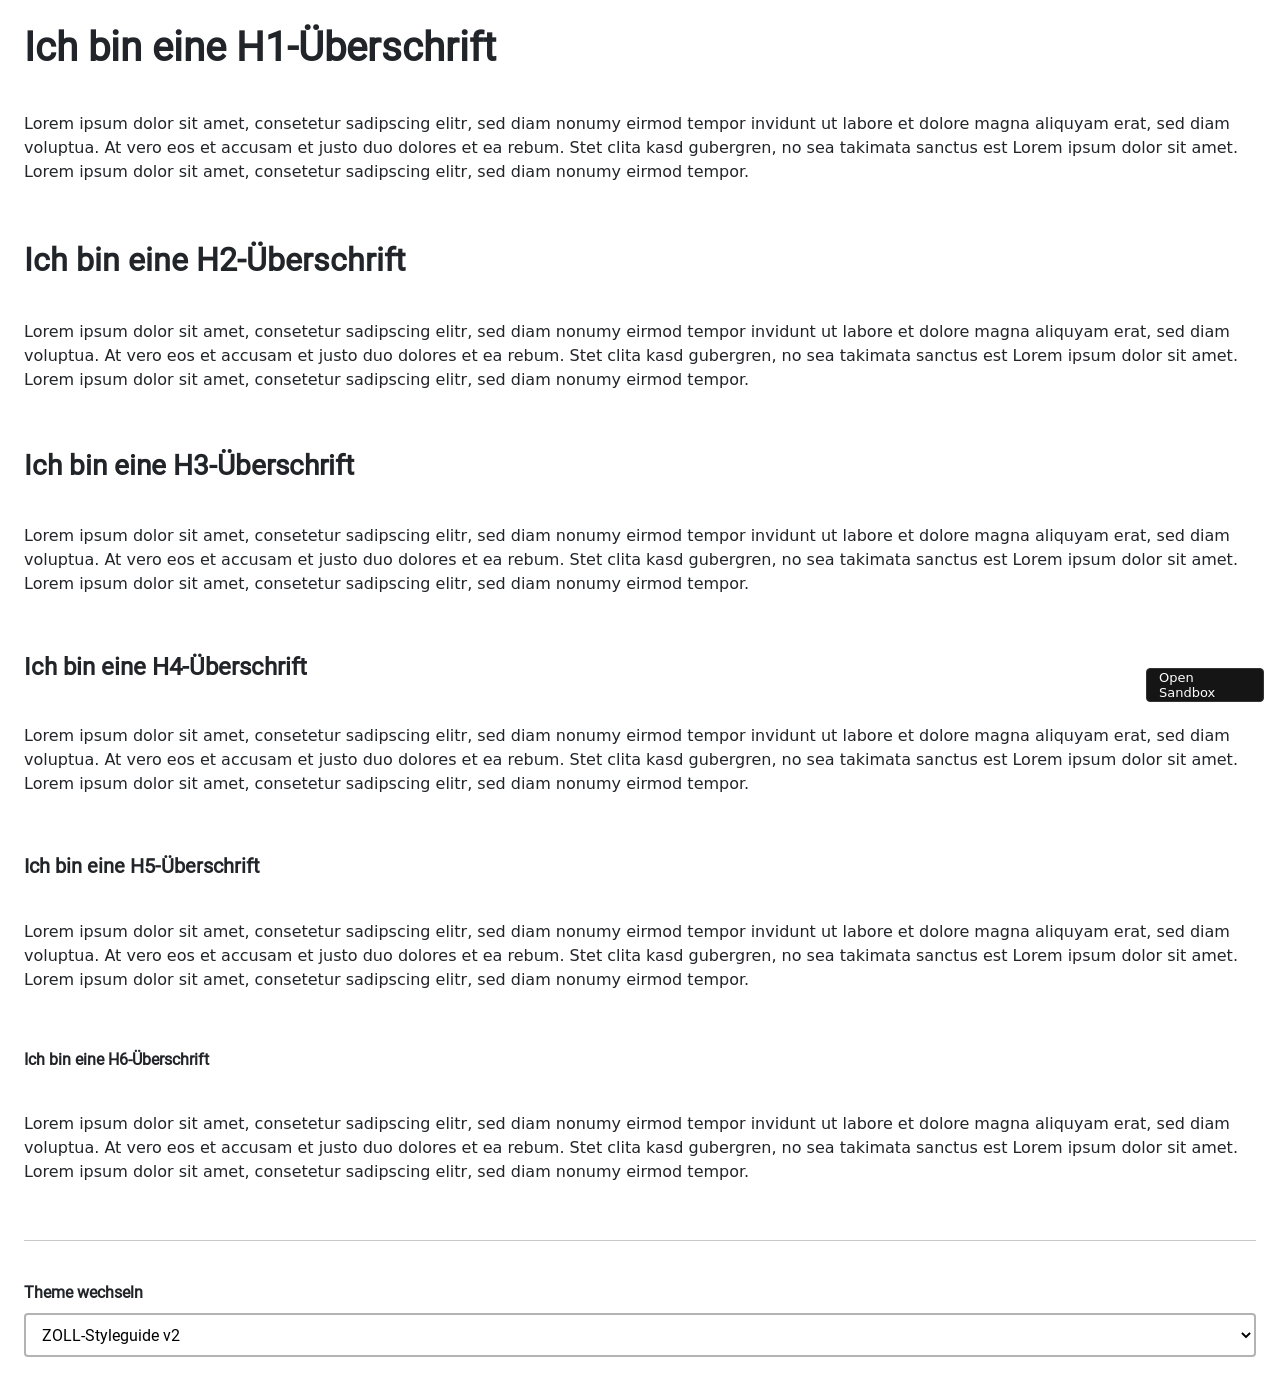 Ich bin eine H1-Überschrift
Lorem ipsum dolor sit amet, consetetur sadipscing elitr, sed diam nonumy eirmod tempor invidunt ut labore et dolore magna aliquyam erat, sed diam
voluptua. At vero eos et accusam et justo duo dolores et ea rebum. Stet clita kasd gubergren, no sea takimata sanctus est Lorem ipsum dolor sit amet.
Lorem ipsum dolor sit amet, consetetur sadipscing elitr, sed diam nonumy eirmod tempor.
Ich bin eine H2-Überschrift
Lorem ipsum dolor sit amet, consetetur sadipscing elitr, sed diam nonumy eirmod tempor invidunt ut labore et dolore magna aliquyam erat, sed diam
voluptua. At vero eos et accusam et justo duo dolores et ea rebum. Stet clita kasd gubergren, no sea takimata sanctus est Lorem ipsum dolor sit amet.
Lorem ipsum dolor sit amet, consetetur sadipscing elitr, sed diam nonumy eirmod tempor.
Ich bin eine H3-Überschrift
Lorem ipsum dolor sit amet, consetetur sadipscing elitr, sed diam nonumy eirmod tempor invidunt ut labore et dolore magna aliquyam erat, sed diam
voluptua. At vero eos et accusam et justo duo dolores et ea rebum. Stet clita kasd gubergren, no sea takimata sanctus est Lorem ipsum dolor sit amet.
Lorem ipsum dolor sit amet, consetetur sadipscing elitr, sed diam nonumy eirmod tempor.
Ich bin eine H4-Überschrift
Open
Sandbox
Lorem ipsum dolor sit amet, consetetur sadipscing elitr, sed diam nonumy eirmod tempor invidunt ut labore et dolore magna aliquyam erat, sed diam
voluptua. At vero eos et accusam et justo duo dolores et ea rebum. Stet clita kasd gubergren, no sea takimata sanctus est Lorem ipsum dolor sit amet.
Lorem ipsum dolor sit amet, consetetur sadipscing elitr, sed diam nonumy eirmod tempor.
Ich bin eine H5-Überschrift
Lorem ipsum dolor sit amet, consetetur sadipscing elitr, sed diam nonumy eirmod tempor invidunt ut labore et dolore magna aliquyam erat, sed diam
voluptua. At vero eos et accusam et justo duo dolores et ea rebum. Stet clita kasd gubergren, no sea takimata sanctus est Lorem ipsum dolor sit amet.
Lorem ipsum dolor sit amet, consetetur sadipscing elitr, sed diam nonumy eirmod tempor.
Ich bin eine H6-Überschrift
Lorem ipsum dolor sit amet, consetetur sadipscing elitr, sed diam nonumy eirmod tempor invidunt ut labore et dolore magna aliquyam erat, sed diam
voluptua. At vero eos et accusam et justo duo dolores et ea rebum. Stet clita kasd gubergren, no sea takimata sanctus est Lorem ipsum dolor sit amet.
Lorem ipsum dolor sit amet, consetetur sadipscing elitr, sed diam nonumy eirmod tempor.
Theme wechseln
ZOLL-Styleguide v2